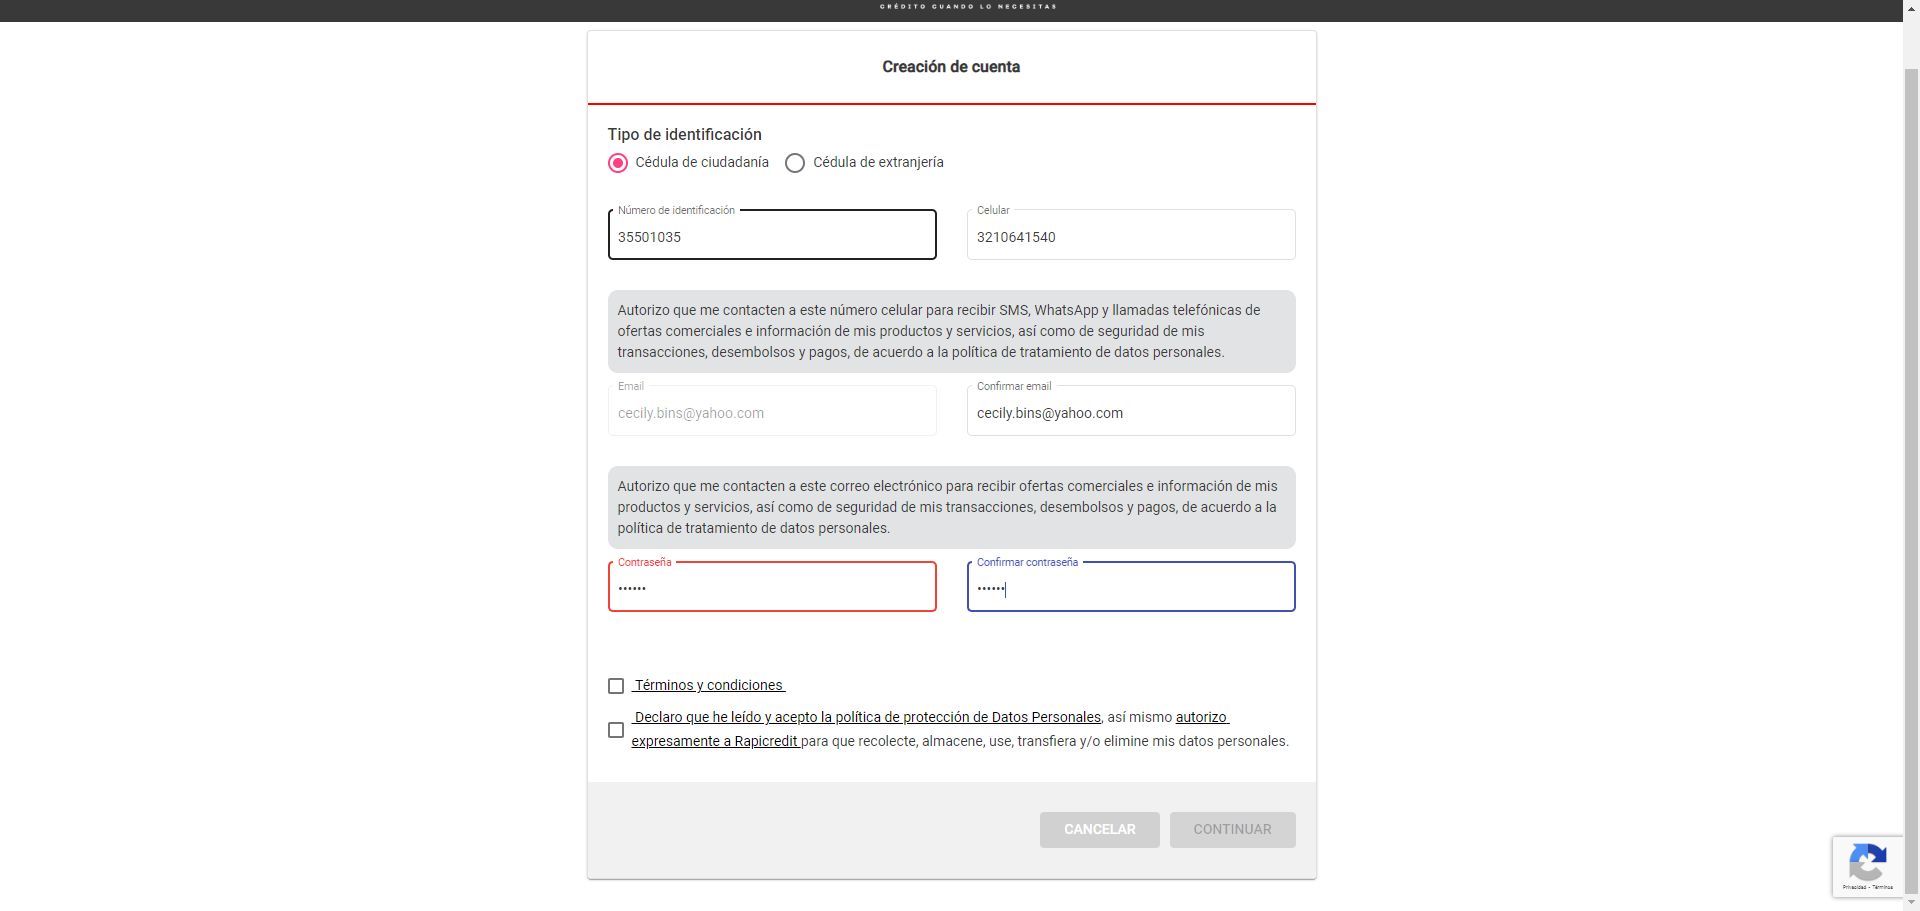 CRÉDITO CUANDO LO NECESITAS
Creación de cuenta
Tipo de identificación
Cédula de ciudadanía
Cédula de extranjería
Número de identificación
35501035
Celular
3210641540
Autorizo que me contacten a este número celular para recibir SMS, WhatsApp y llamadas telefónicas de
ofertas comerciales e información de mis productos y servicios, así como de seguridad de mis
transacciones, desembolsos y pagos, de acuerdo a la política de tratamiento de datos personales.
Email
cecily.bins@yahoo.com
Confirmar email
cecily.bins@yahoo.com
Autorizo que me contacten a este correo electrónico para recibir ofertas comerciales e información de mis
productos y servicios, así como de seguridad de mis transacciones, desembolsos y pagos, de acuerdo a la
política de tratamiento de datos personales.
Contraseña
••••••
Confirmar contraseña
••••••
Términos y condiciones
Declaro que he leído y acepto la política de protección de Datos Personales, así mismo autorizo
expresamente a Rapicredit para que recolecte, almacene, use, transfiera y/o elimine mis datos personales.
CANCELAR
CONTINUAR
Privacidad - Términos